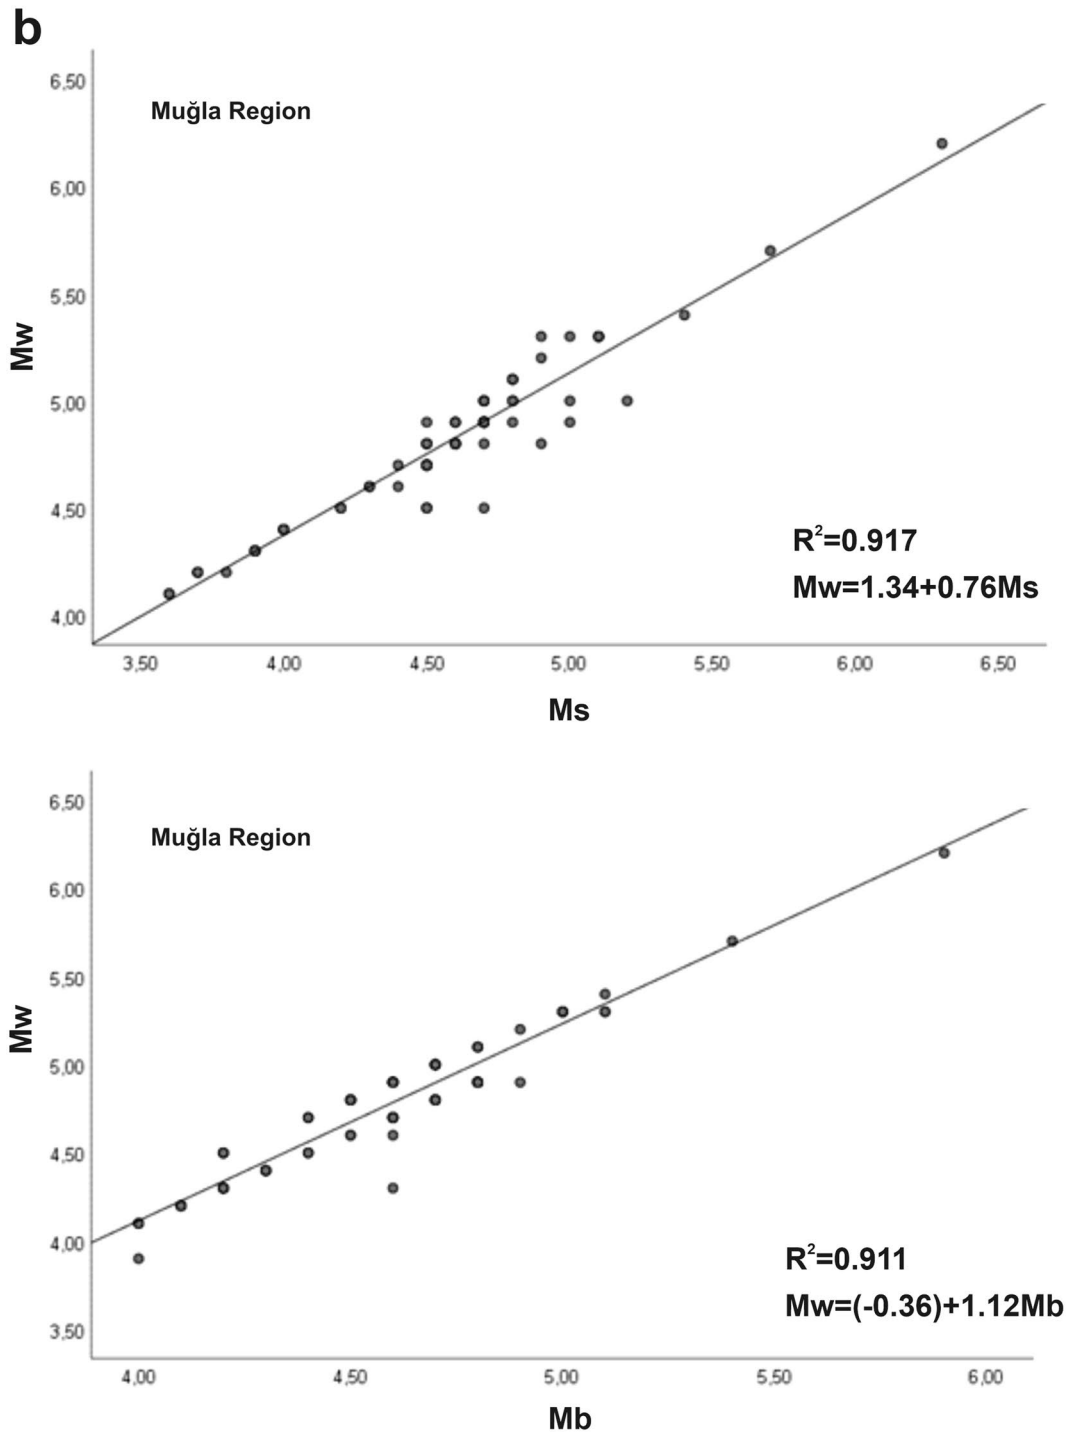 b
6,50
Muğla Region
6,00
5,50
Mw
5,00
4,50
R²=0.917
Mw=1.34+0.76Ms
4,00
3,50 4,00 4,50 5,00 5,50 6,00 6,50
Ms
6,50
Muğla Region
6,00
5,50
Mw
5,00
4,50
4,00
R²=0.911
Mw=(-0.36)+1.12Mb
3,50
4,00 4,50 5,00 5,50 6,00
Mb